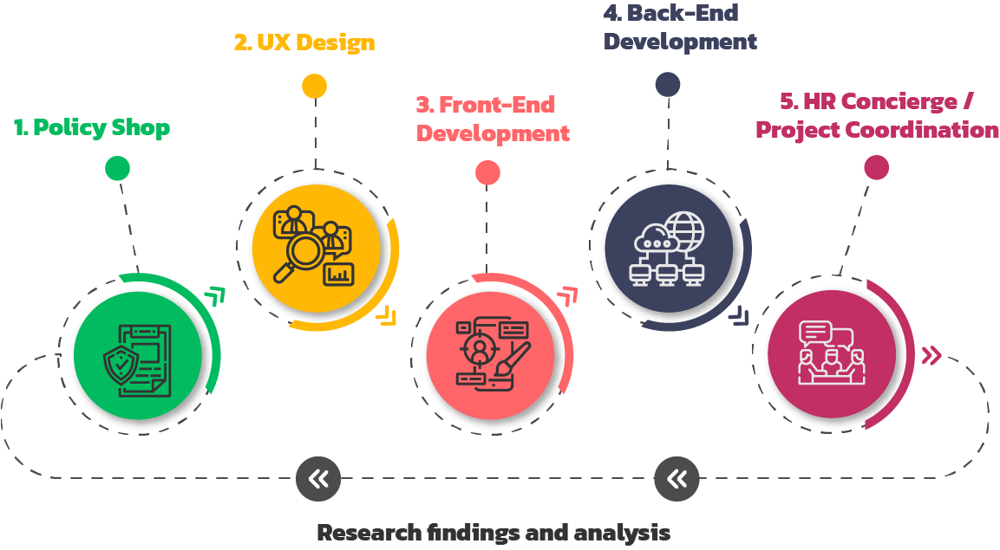 1. Policy Shop
2. UX Design
3. Front-End
Development
4. Back-End
Development
5. HR Concierge /
Project Coordination
Research findings and analysis